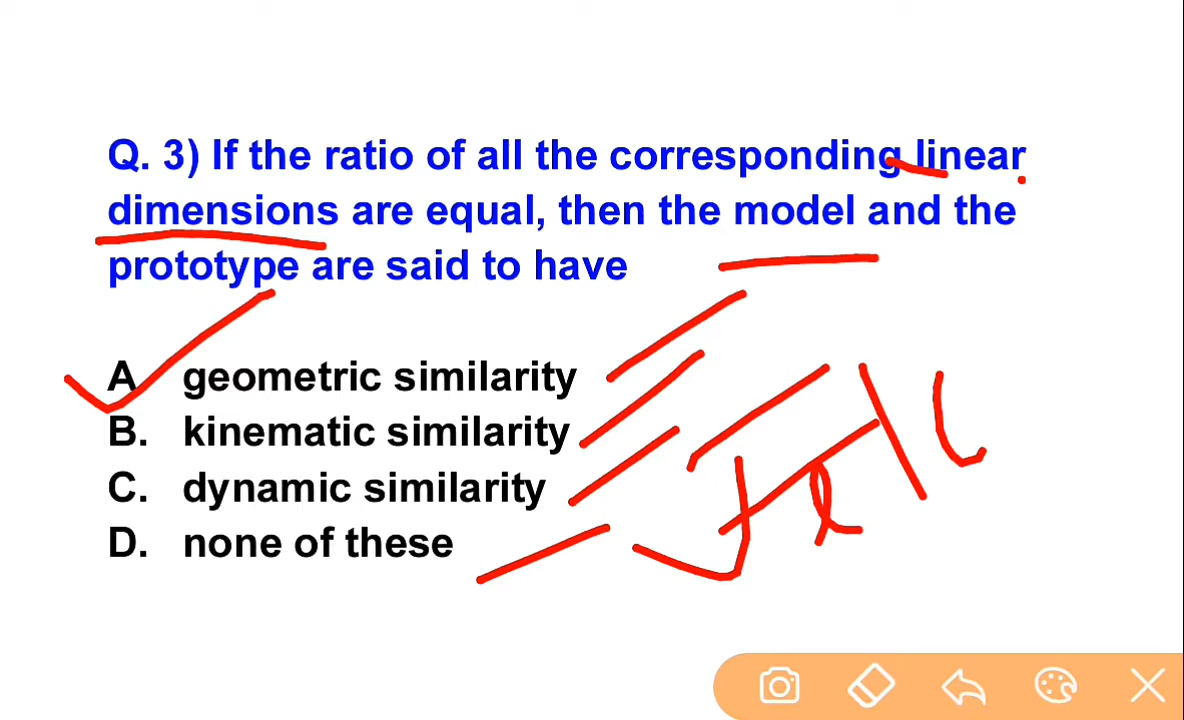 Q. 3) If the ratio of all the corresponding linear
dimensions are equal, then the model and the
prototype are said to have
A geometric similarity
B. kinematic similarity
C. dynamic similarity
D. none of these